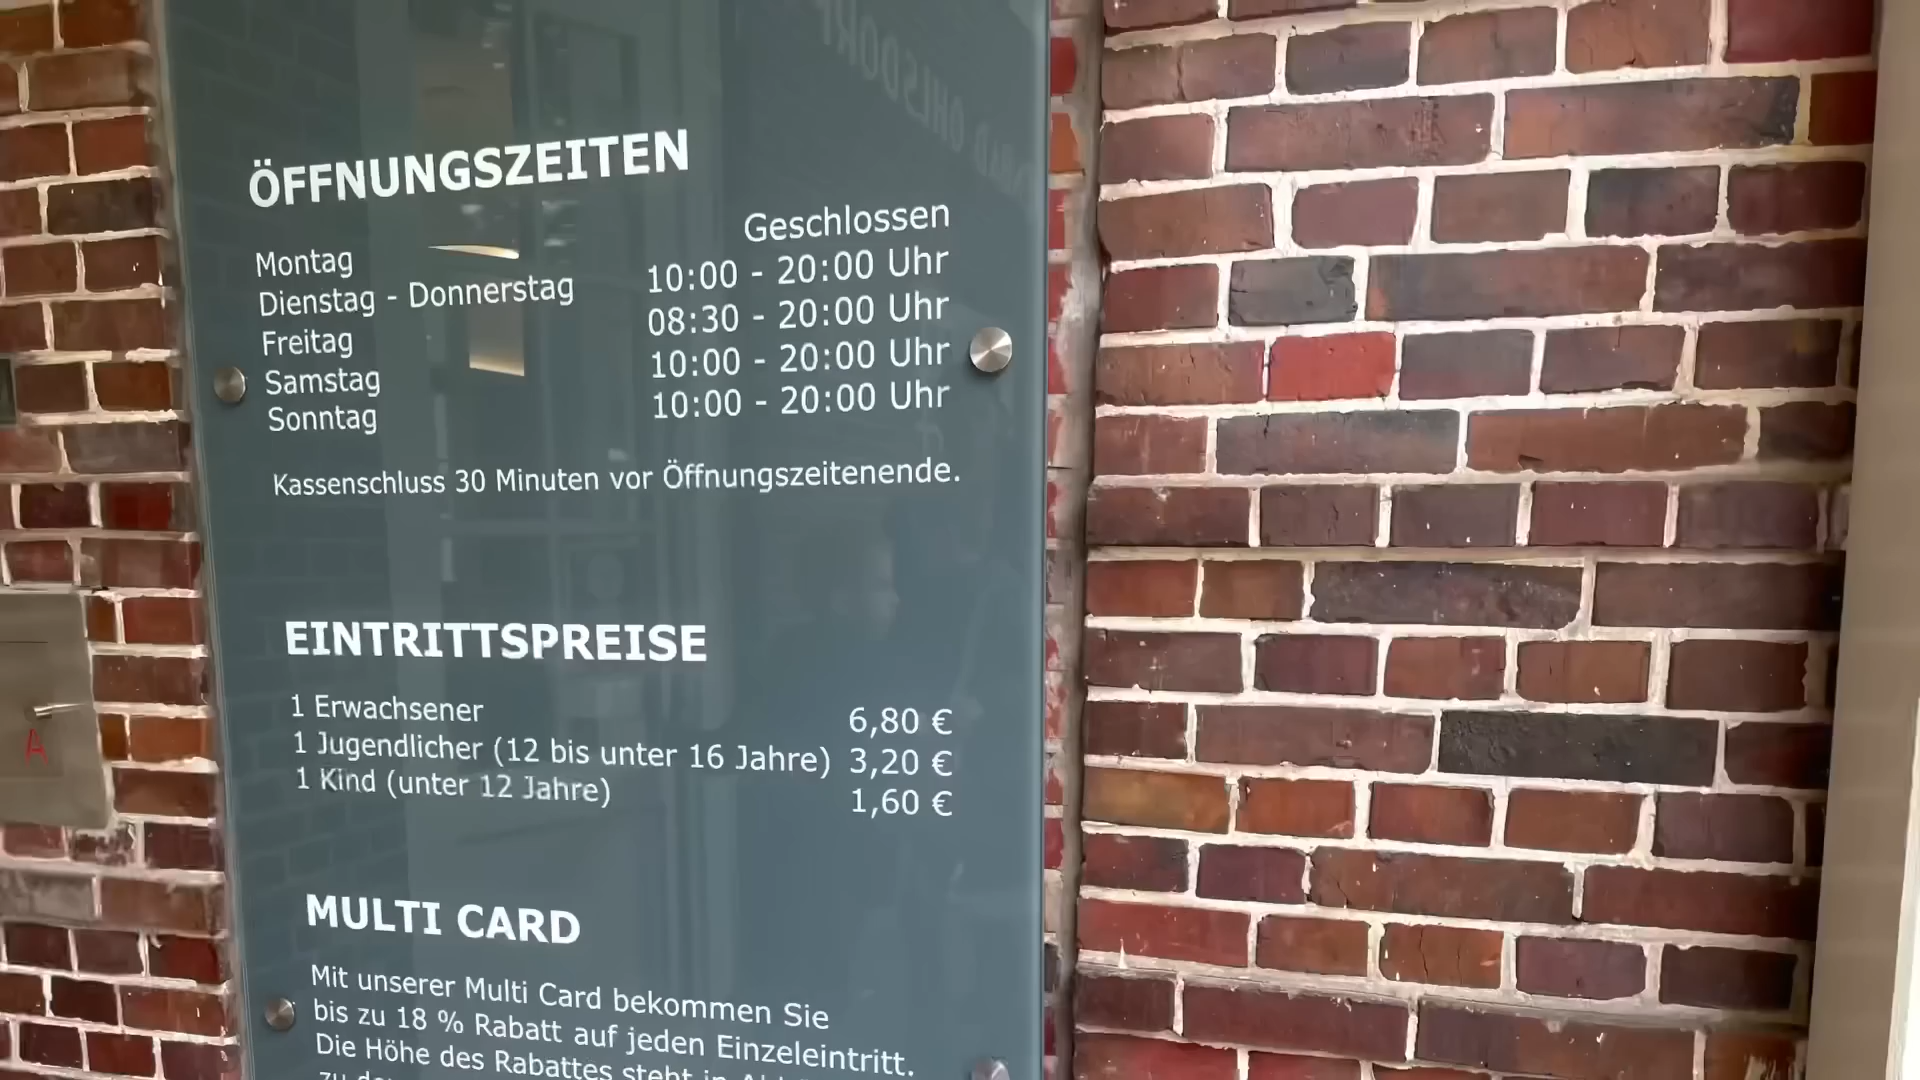 ÖFFNUNGSZEITEN
Montag Geschlossen
Dienstag - Donnerstag 10:00 - 20:00 Uhr
Freitag 08:30 - 20:00 Uhr
Samstag 10:00 - 20:00 Uhr
Sonntag 10:00 - 20:00 Uhr
Kassenschluss 30 Minuten vor Öffnungszeitenende.
EINTRITTSPREISE
1 Erwachsener 6,80 €
1 Jugendlicher (12 bis unter 16 Jahre) 3,20 €
1 Kind (unter 12 Jahre) 1,60 €
MULTI CARD
Mit unserer Multi Card bekommen Sie
bis zu 18 % Rabatt auf jeden Einzeleintritt.
Die Höhe des Rabattes steht in
zu
A